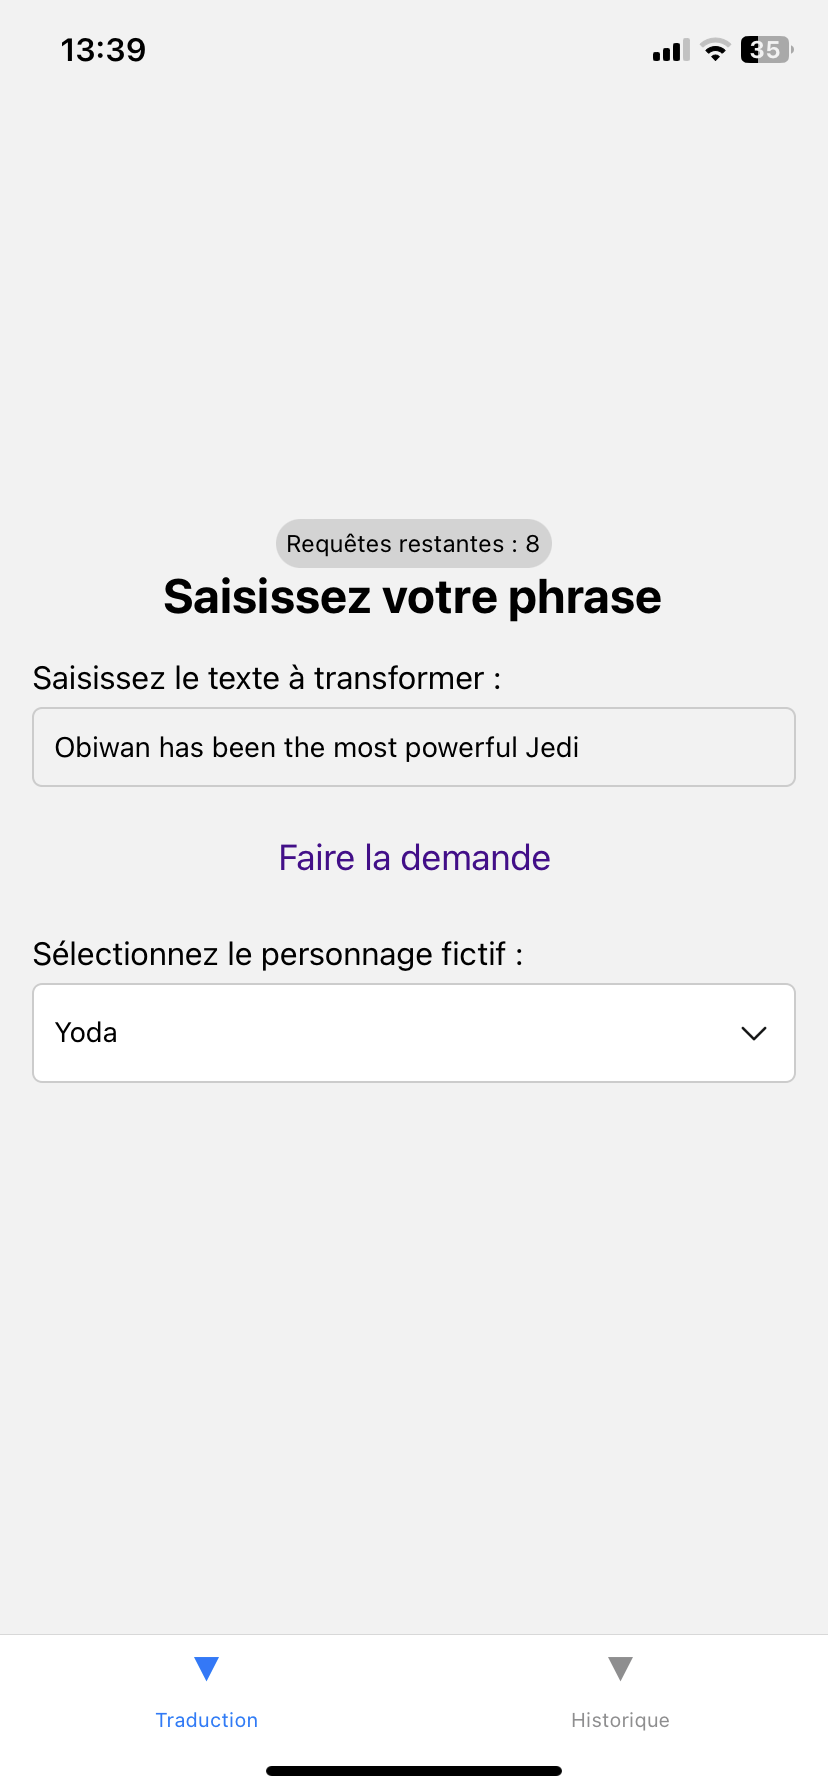 13:39
35
Requêtes restantes : 8
Saisissez votre phrase
Saisissez le texte à transformer :
Obiwan has been the most powerful Jedi
Faire la demande
Sélectionnez le personnage fictif :
Yoda
Traduction
Historique